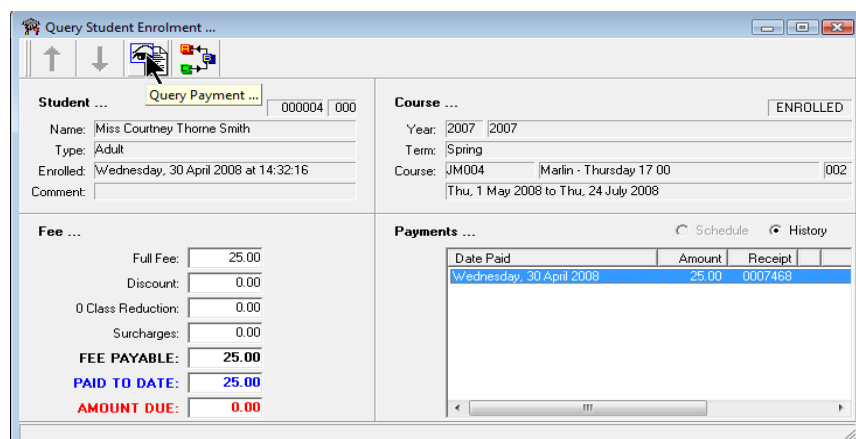 Query Student Enrolment ...
Query Payment ...
Student ...
000004 000
Name: Miss Courtney Thorne Smith
Type: Adult
Enrolled: Wednesday, 30 April 2008 at 14:32:16
Comment:
Course ...
ENROLLED
Year: 2007 2007
Term: Spring
Course: JM004 Marlin - Thursday 17 00 002
Thu, 1 May 2008 to Thu, 24 July 2008
Fee ...
Full Fee: 25.00
Discount: 0.00
0 Class Reduction: 0.00
Surcharges: 0.00
FEE PAYABLE: 25.00
PAID TO DATE: 25.00
AMOUNT DUE: 0.00
Payments ...
Schedule History
Date Paid Amount Receipt
Wednesday, 30 April 2008 25.00 0007468